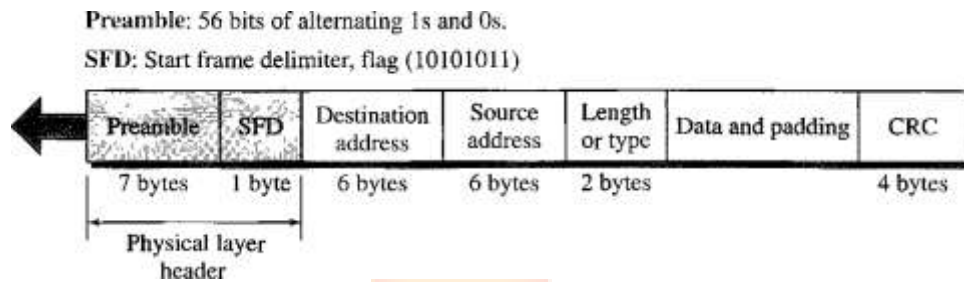 Preamble: 56 bits of alternating 1s and 0s.
SFD: Start frame delimiter, flag (10101011)
Preamble SFD Destination address Source address Length or type Data and padding CRC
7 bytes 1 byte 6 bytes 6 bytes 2 bytes 4 bytes
Physical layer
header